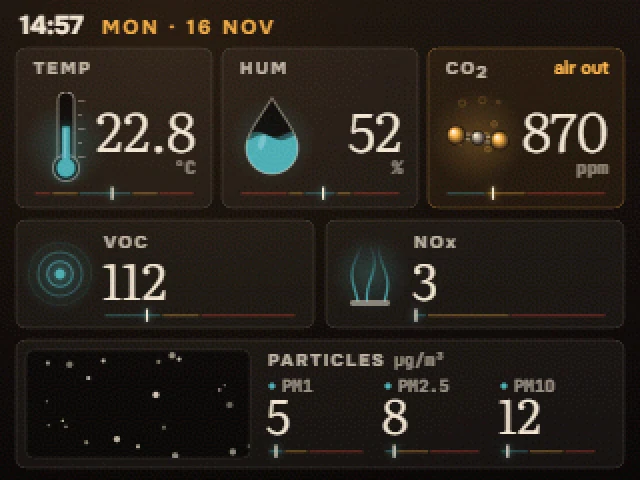 14:57 MON · 16 NOV
TEMP
22.8
°C
HUM
52
%
CO₂ air out
870
ppm
VOC
112
NOx
3
PARTICLES µg/m³
PM1 PM2.5 PM10
5 8 12